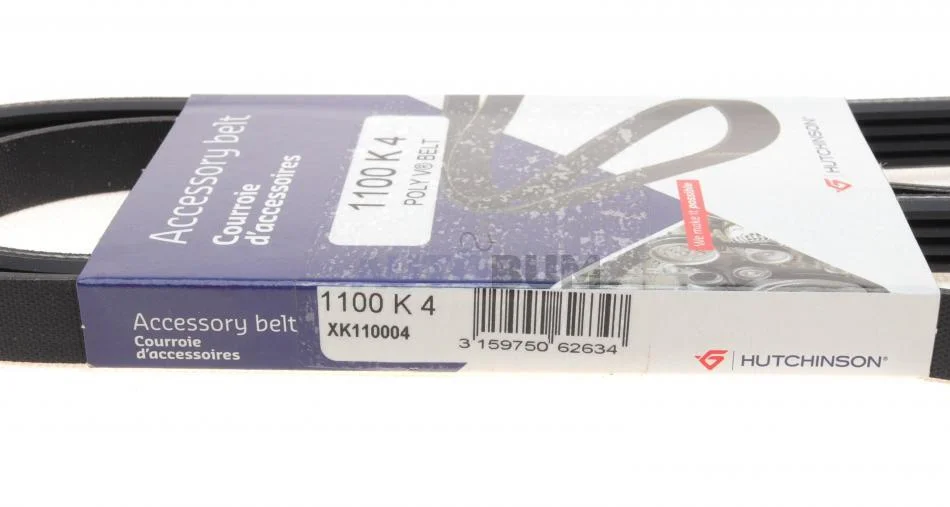 Accessory belt
Courroie
d'accessoires
1100 K 4
POLY V® BELT
We make it possible
HUTCHINSON®
2
Accessory belt
Courroie
d'accessoires
1100 K 4
XK110004
3 159750 62634
HUTCHINSON®